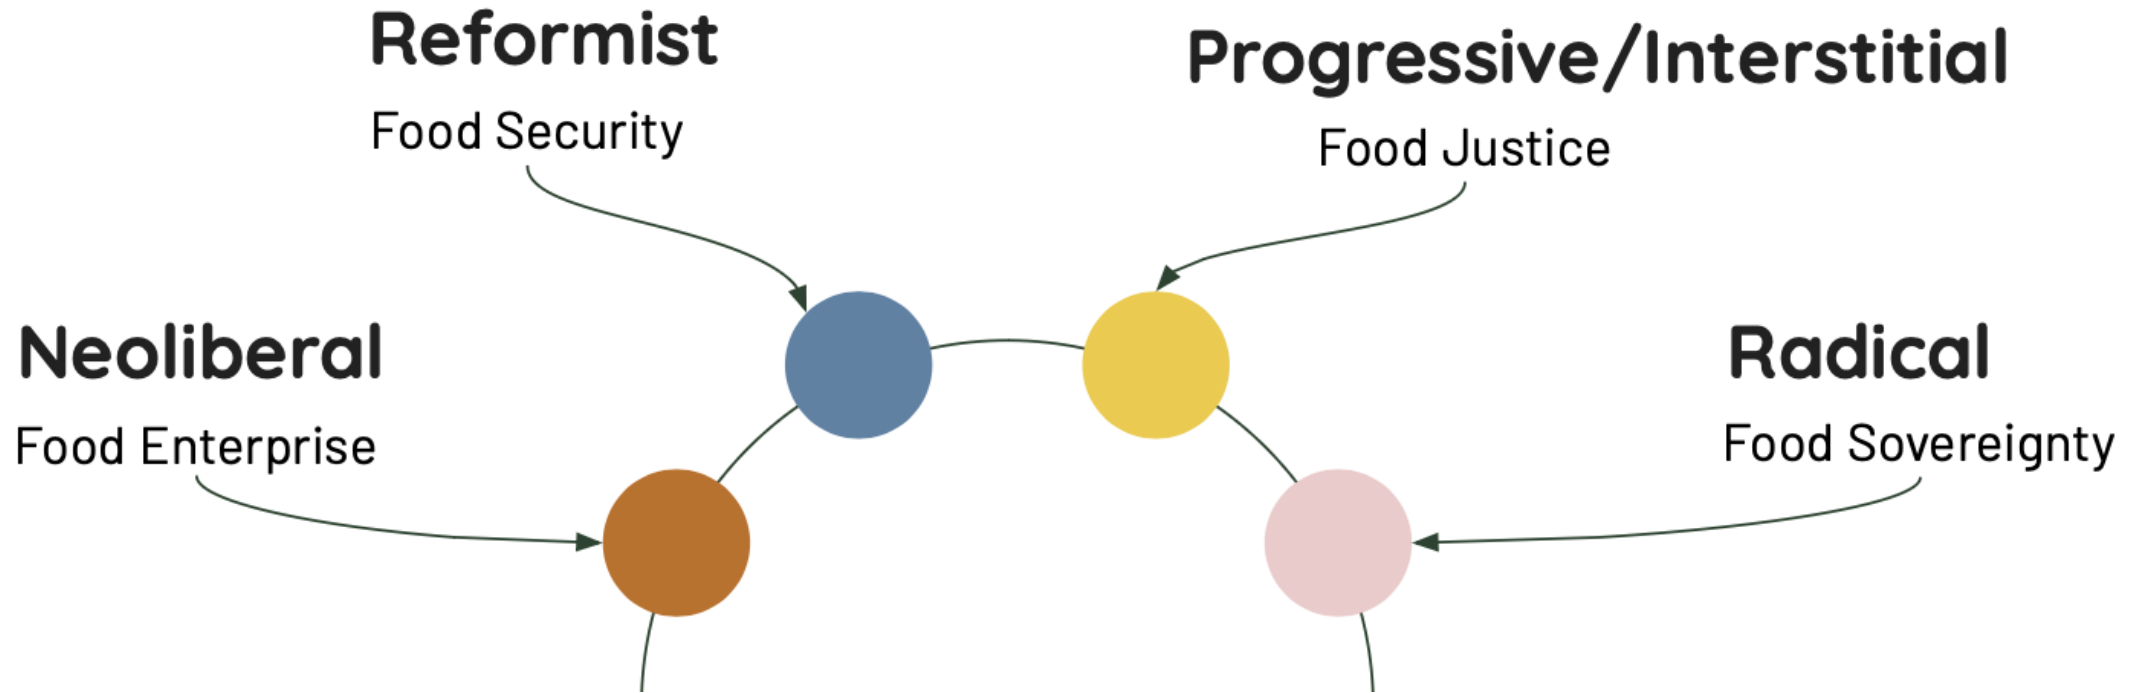 Reformist
Food Security
Progressive/Interstitial
Food Justice
Neoliberal
Food Enterprise
Radical
Food Sovereignty